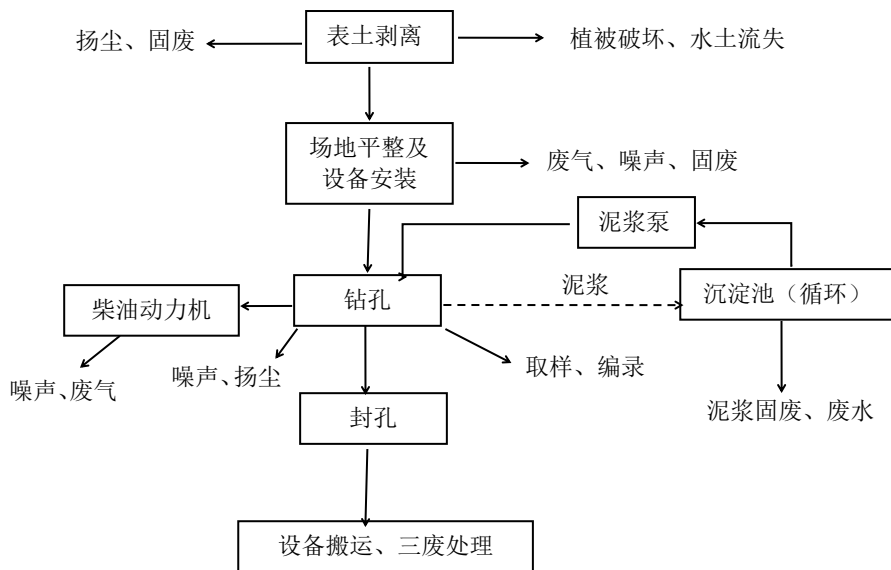 扬尘、固废
表土剥离
植被破坏、水土流失
场地平整及
设备安装
废气、噪声、固废
泥浆泵
柴油动力机
钻孔
泥浆
沉淀池（循环）
噪声、废气
噪声、扬尘
取样、编录
泥浆固废、废水
封孔
设备搬运、三废处理